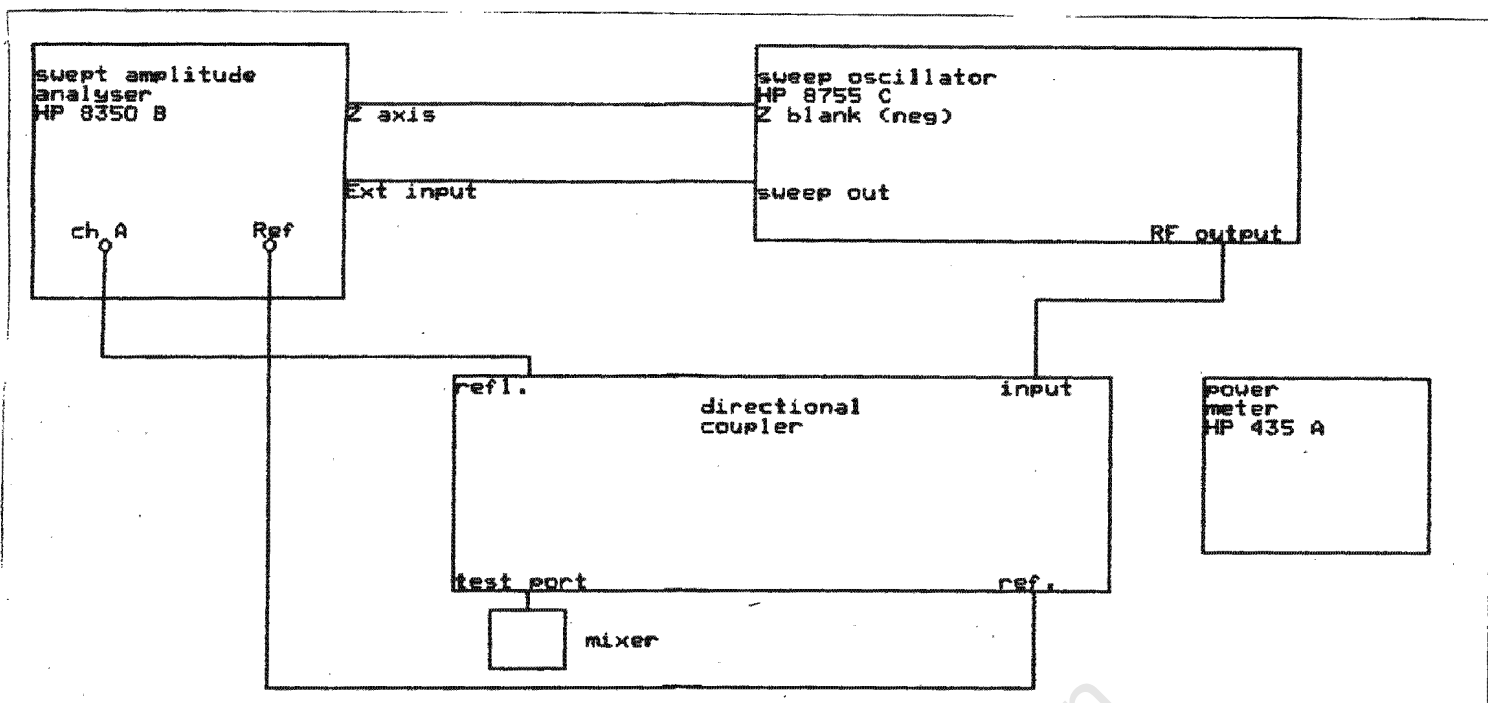 swept amplitude
analyser
HP 8350 B
Z axis
Ext input
ch A
Ref
sweep oscillator
HP 8755 C
Z blank (neg)
sweep out
RF output
refl.
directional
coupler
input
test port
ref.
mixer
power
meter
HP 435 A